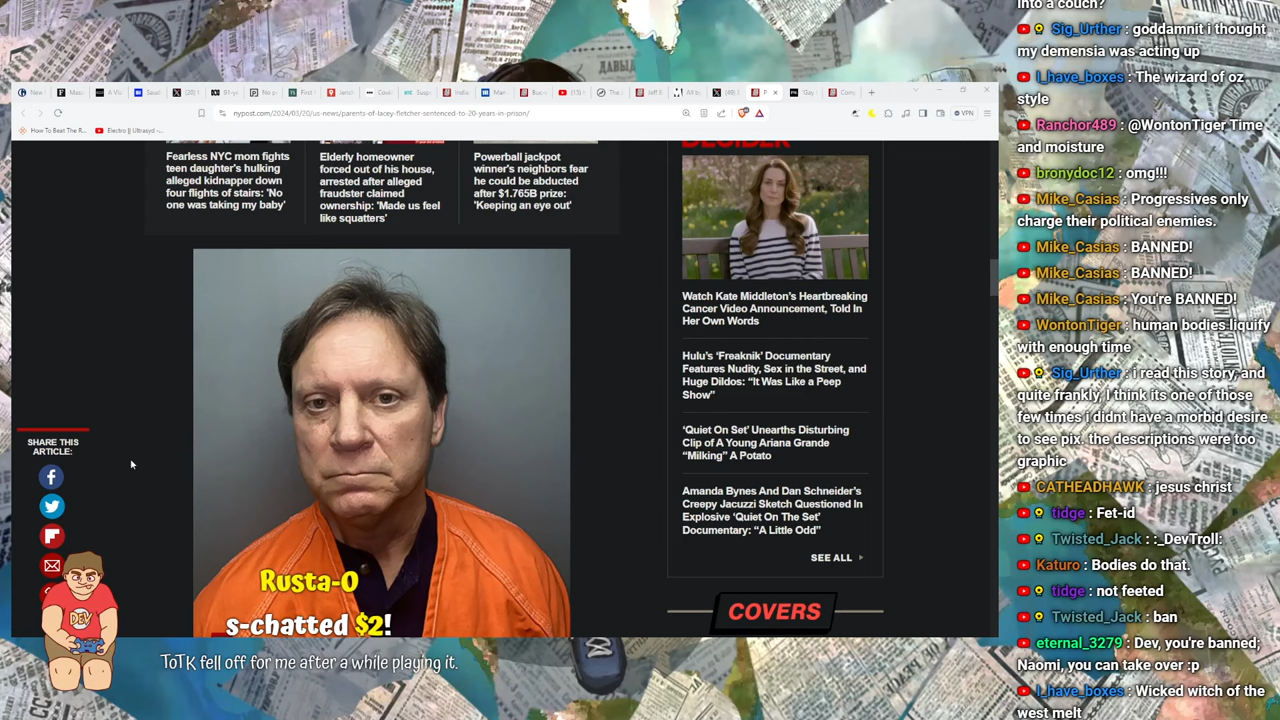 nypost.com/2024/03/20/us-news/parents-of-lacey-fletcher-sentenced-to-20-years-in-prison/
VPN
How To Beat The R...
Electro || Ultrasyd -...
Fearless NYC mom fights
teen daughter's hulking
alleged kidnapper down
four flights of stairs: 'No
one was taking my baby'
Elderly homeowner
forced out of his house,
arrested after alleged
fraudster claimed
ownership: 'Made us feel
like squatters'
Powerball jackpot
winner's neighbors fear
he could be abducted
after $1.765B prize:
'Keeping an eye out'
SHARE THIS
ARTICLE:
DECIDER
Watch Kate Middleton's Heartbreaking
Cancer Video Announcement, Told In
Her Own Words
Hulu's 'Freaknik' Documentary
Features Nudity, Sex in the Street, and
Huge Dildos: "It Was Like a Peep
Show"
'Quiet On Set' Unearths Disturbing
Clip of A Young Ariana Grande
"Milking" A Potato
Amanda Bynes And Dan Schneider's
Creepy Jacuzzi Sketch Questioned In
Explosive 'Quiet On The Set'
Documentary: "A Little Odd"
SEE ALL
COVERS
Rusta-O
s-chatted $2!
DEV
ToTK fell off for me after a while playing it.
into a couch?
Sig_Urther : goddamnit i thought
my demensia was acting up
I_have_boxes : The wizard of oz
style
Ranchor489 : @WontonTiger Time
and moisture
bronydoc12 : omg!!!
Mike_Casias : Progressives only
charge their political enemies.
Mike_Casias : BANNED!
Mike_Casias : BANNED!
Mike_Casias : You're BANNED!
WontonTiger : human bodies liquify
with enough time
Sig_Urther : i read this story, and
quite frankly, I think its one of those
few times i didnt have a morbid desire
to see pix. the descriptions were too
graphic
CATHEADHAWK : jesus christ
tidge : Fet-id
Twisted_Jack : :_DevTroll:
Katuro : Bodies do that.
tidge : not feeted
Twisted_Jack : ban
eternal_3279 : Dev, you're banned;
Naomi, you can take over :p
I_have_boxes : Wicked witch of the
west melt